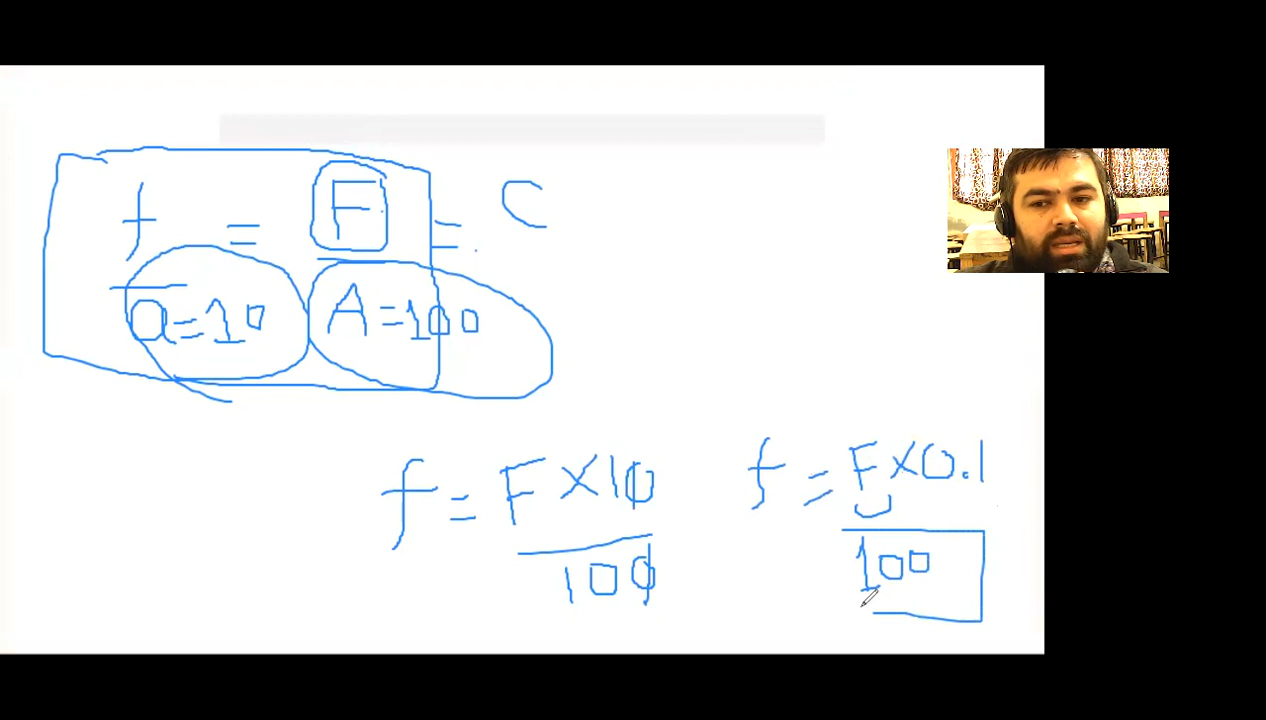 f = F = C
a=10 A=100
f = F×10 f = F×0.1
100 100